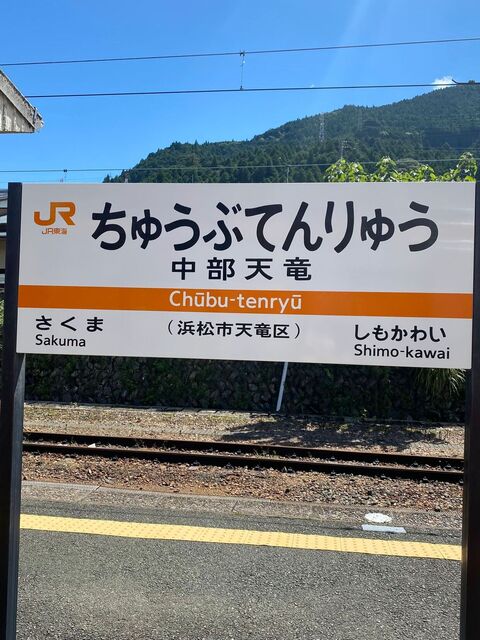 JR
JR東海
ちゅうぶてんりゅう
中部天竜
Chūbu-tenryū
さくま
Sakuma
(浜松市天竜区)
しもかわい
Shimo-kawai